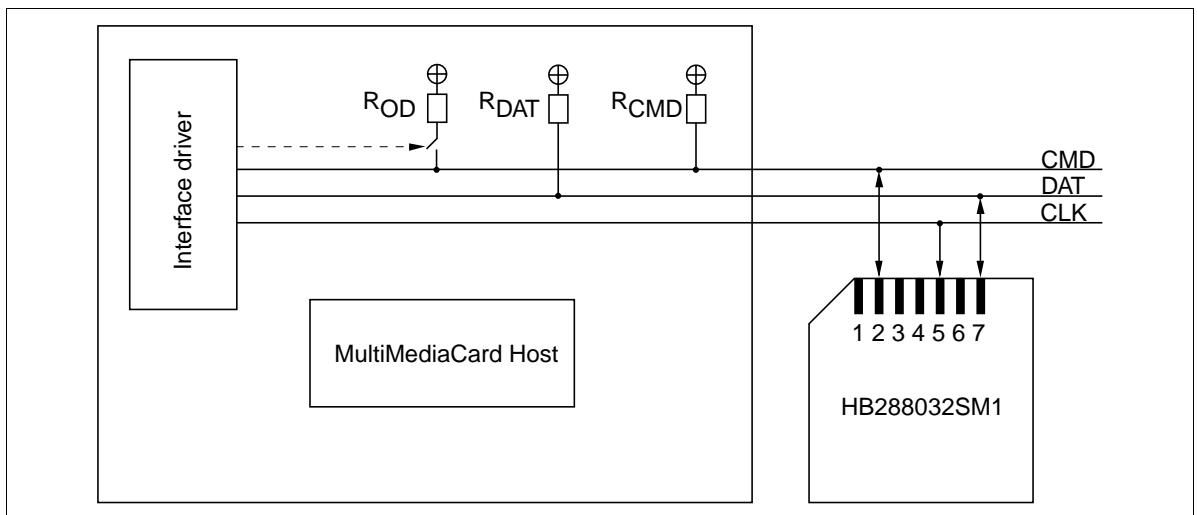 Interface driver
ROD
RDAT
RCMD
CMD
DAT
CLK
1 2 3 4 5 6 7
MultiMediaCard Host
HB288032SM1